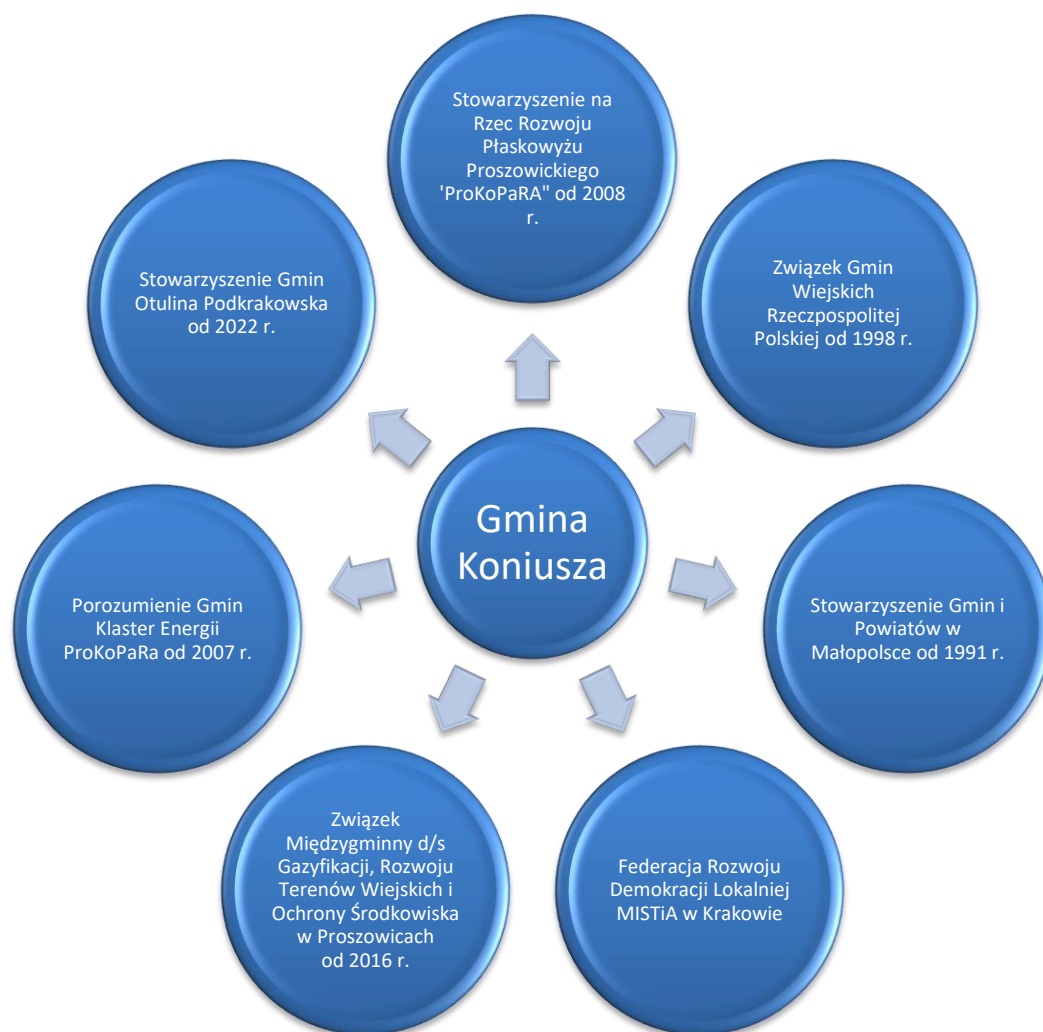 Stowarzyszenie na
Rzec Rozwoju
Płaskowyżu
Proszowickiego
'ProKoPaRA" od 2008
r.
Stowarzyszenie Gmin
Otulina Podkrakowska
od 2022 r.
Związek Gmin
Wiejskich
Rzeczpospolitej
Polskiej od 1998 r.
Gmina
Koniusza
Porozumienie Gmin
Klaster Energii
ProKoPaRa od 2007 r.
Stowarzyszenie Gmin i
Powiatów w
Małopolsce od 1991 r.
Związek
Międzygminny d/s
Gazyfikacji, Rozwoju
Terenów Wiejskich i
Ochrony Środkowiska
w Proszowicach
od 2016 r.
Federacja Rozwoju
Demokracji Lokalniej
MISTiA w Krakowie